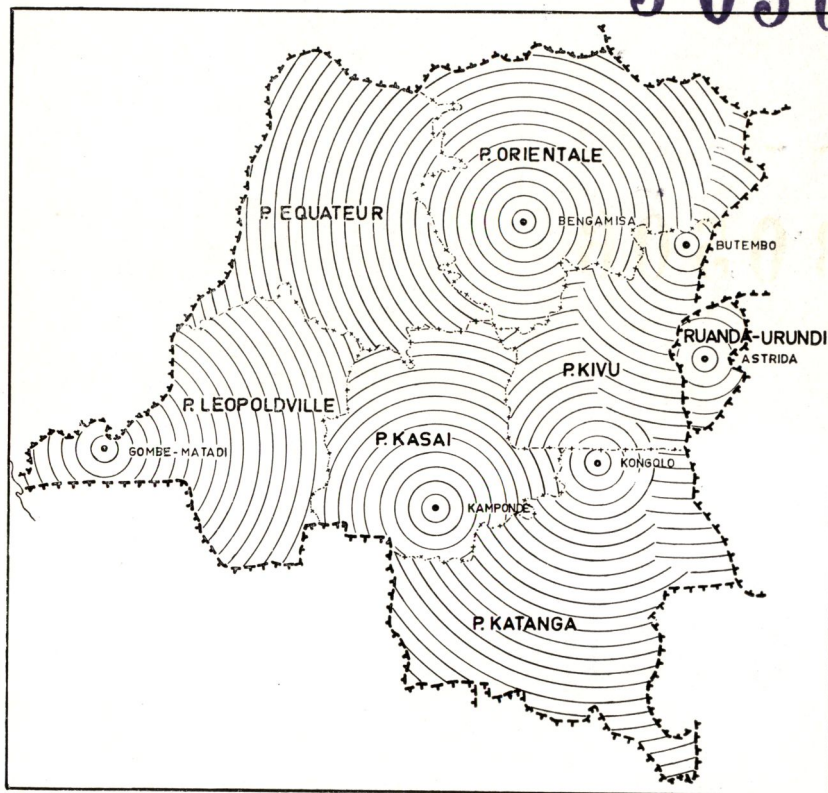 P. ORIENTALE
BENGAMISA
P. EQUATEUR
BUTEMBO
RUANDA-URUNDI
ASTRIDA
P. KIVU
P. LEOPOLDVILLE
P. KASAI
GOMBE-MATADI
KONGOLO
KAMPONDE
P. KATANGA